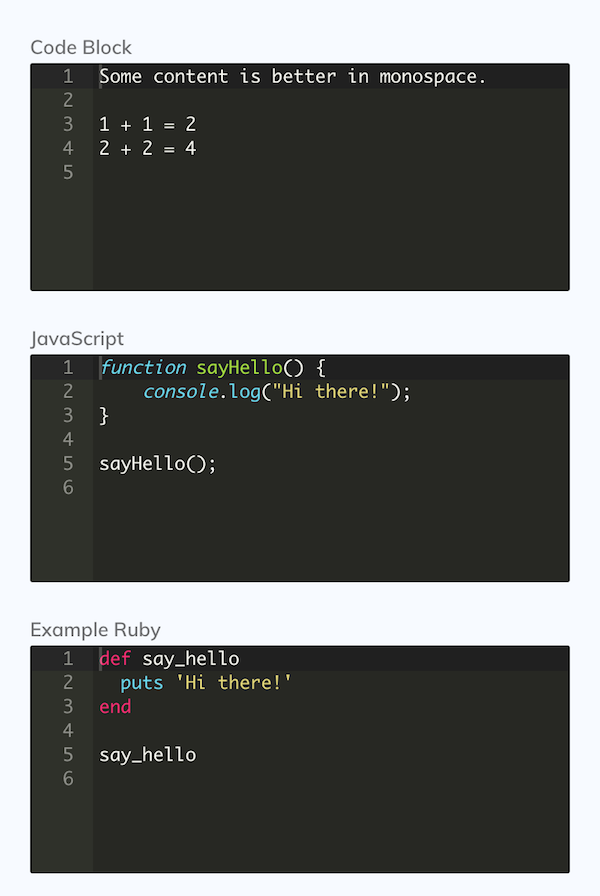 Code Block
1 Some content is better in monospace.
2
3 1 + 1 = 2
4 2 + 2 = 4
5
JavaScript
1 function sayHello() {
2     console.log("Hi there!");
3 }
4
5 sayHello();
6
Example Ruby
1 def say_hello
2   puts 'Hi there!'
3 end
4
5 say_hello
6